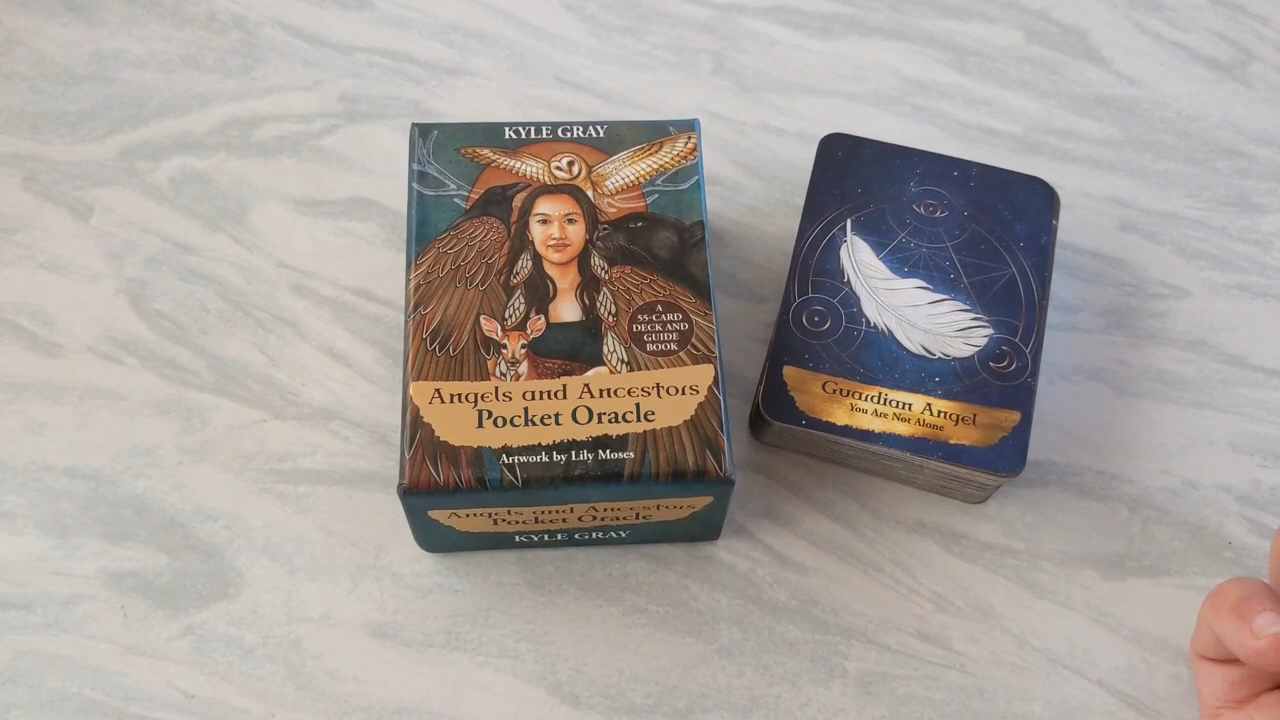 KYLE GRAY
A
55-CARD
DECK AND
GUIDE
BOOK
Angels and Ancestors
Pocket Oracle
Artwork by Lily Moses
Angels and Ancestors
Pocket Oracle
KYLE GRAY
Guardian Angel
You Are Not Alone